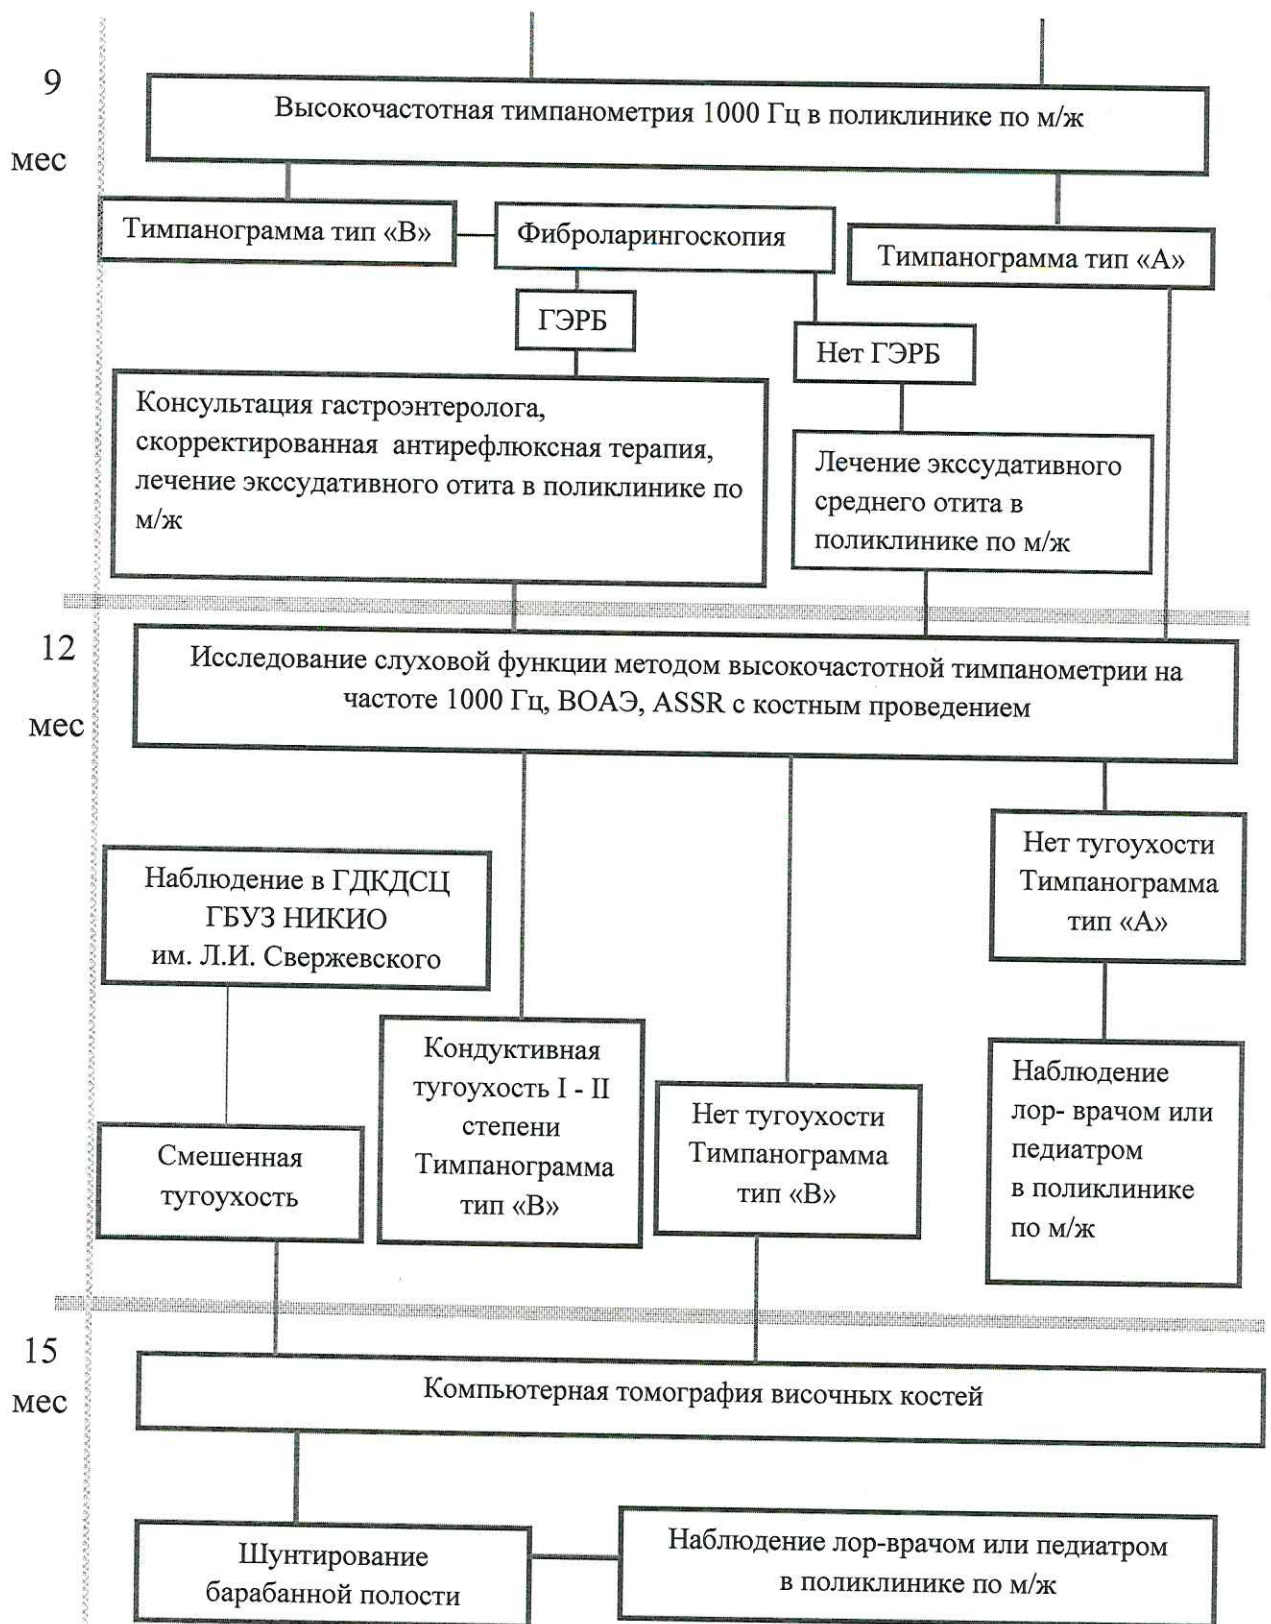 9
мес
Высокочастотная тимпанометрия 1000 Гц в поликлинике по м/ж
Тимпанограмма тип «В»
Фиброларингоскопия
Тимпанограмма тип «А»
ГЭРБ
Нет ГЭРБ
Консультация гастроэнтеролога,
скорректированная антирефлюксная терапия,
лечение экссудативного отита в поликлинике по
м/ж
Лечение экссудативного
среднего отита в
поликлинике по м/ж
12
мес
Исследование слуховой функции методом высокочастотной тимпанометрии на
частоте 1000 Гц, ВОАЭ, ASSR с костным проведением
Наблюдение в ГДКДСЦ
ГБУЗ НИКИО
им. Л.И. Свержевского
Нет тугоухости
Тимпанограмма
тип «А»
Кондуктивная
тугоухость I - II
степени
Тимпанограмма
тип «В»
Нет тугоухости
Тимпанограмма
тип «В»
Наблюдение
лор- врачом или
педиатром
в поликлинике
по м/ж
Смешенная
тугоухость
15
мес
Компьютерная томография височных костей
Шунтирование
барабанной полости
Наблюдение лор-врачом или педиатром
в поликлинике по м/ж